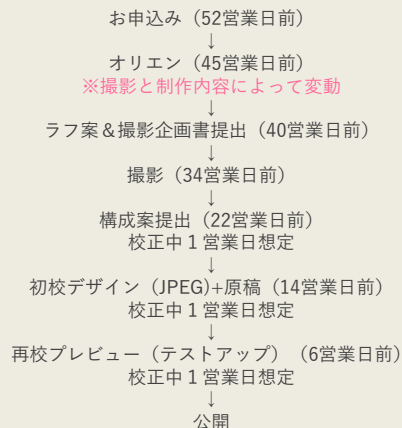 お申込み（52営業日前）
↓
オリエン（45営業日前）
※撮影と制作内容によって変動
↓
ラフ案＆撮影企画書提出（40営業日前）
↓
撮影（34営業日前）
↓
構成案提出（22営業日前）
校正中１営業日想定
↓
初校デザイン（JPEG)+原稿（14営業日前）
校正中１営業日想定
↓
再校プレビュー（テストアップ）（6営業日前）
校正中１営業日想定
↓
公開